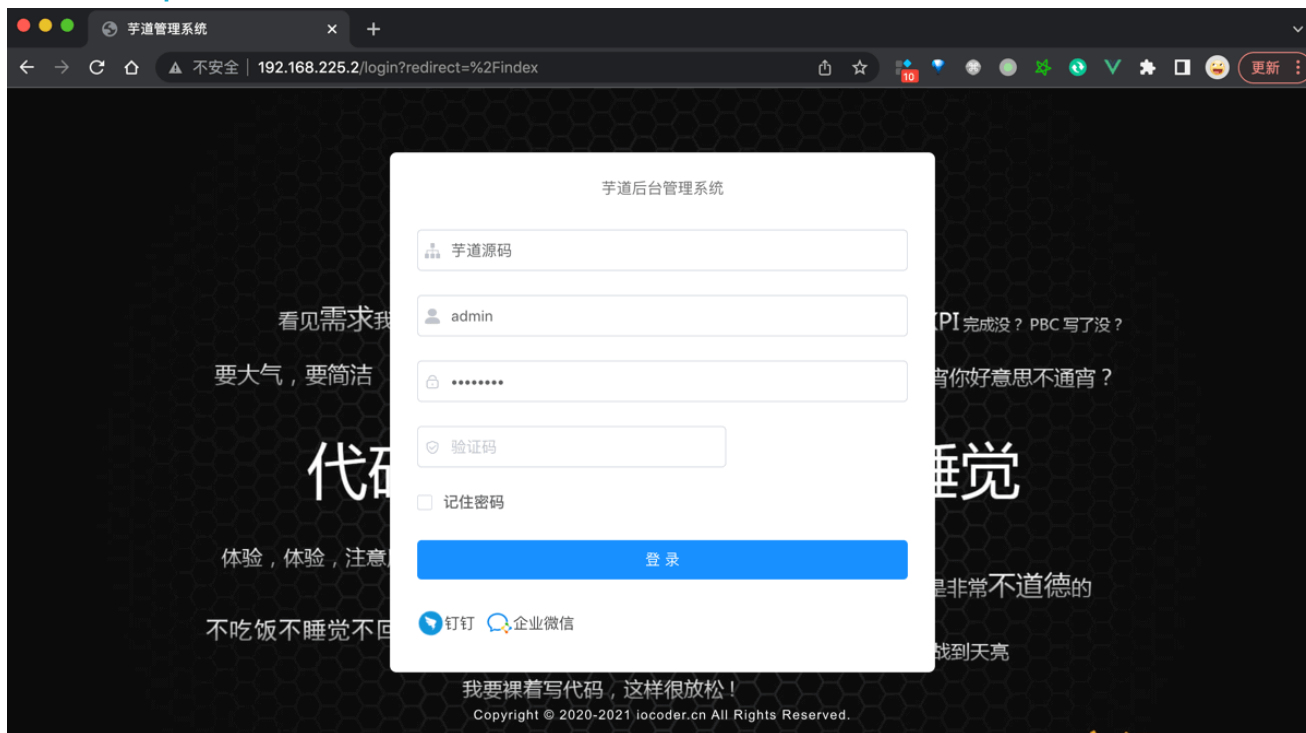 芋道管理系统
不安全 | 192.168.225.2/login?redirect=%2Findex
10
更新
芋道后台管理系统
芋道源码
看见需求我
admin
PI 完成没？ PBC 写了没？
要大气，要简洁
你好意思不通宵？
验证码
代码
睡觉
记住密码
体验，体验，注意
登 录
是非常不道德的
不吃饭不睡觉不回
钉钉
企业微信
战到天亮
我要裸着写代码，这样很放松！
Copyright © 2020-2021 iocoder.cn All Rights Reserved.